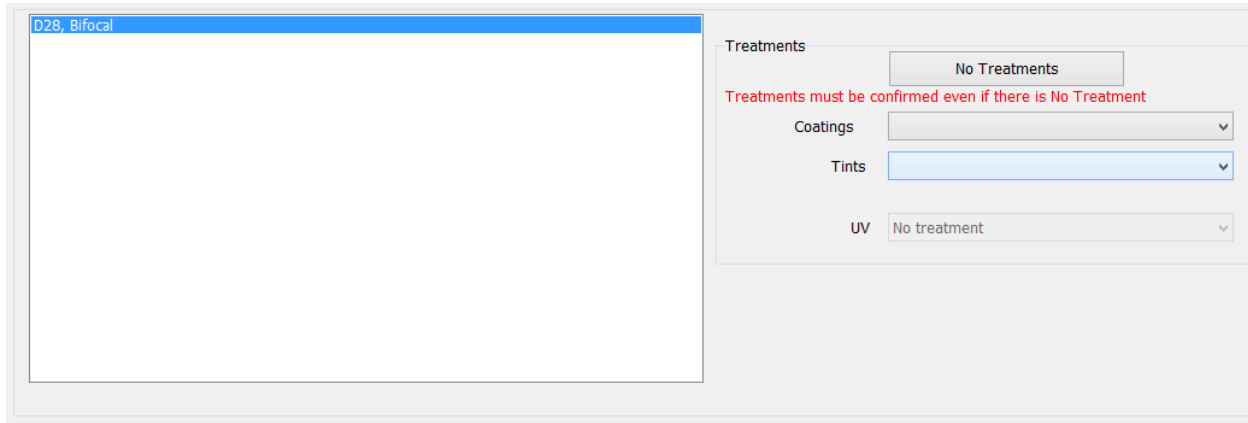 D28, Bifocal
Treatments
No Treatments
Treatments must be confirmed even if there is No Treatment
Coatings
Tints
UV No treatment